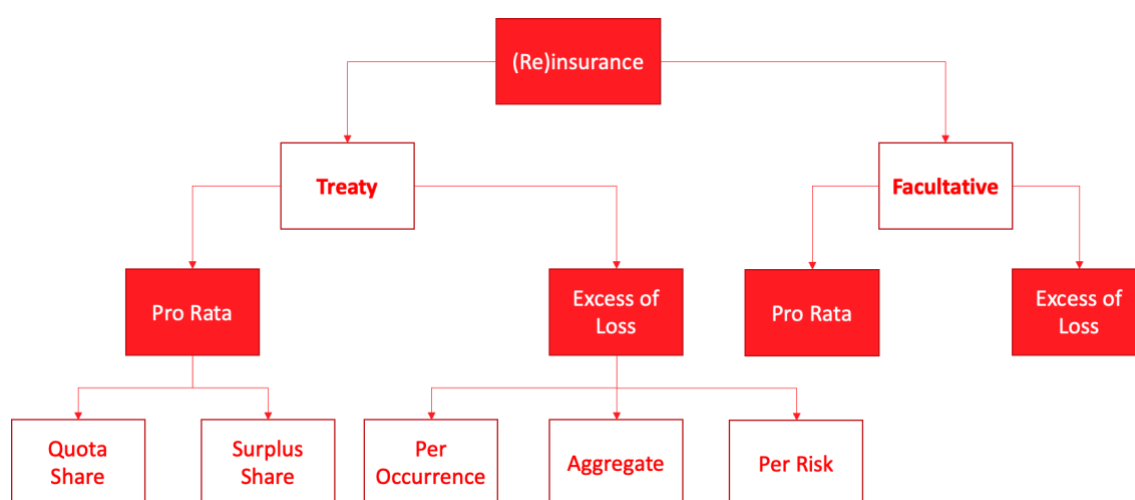 (Re)insurance
Treaty
Facultative
Pro Rata
Excess of
Loss
Pro Rata
Excess of
Loss
Quota
Share
Surplus
Share
Per
Occurrence
Aggregate
Per Risk